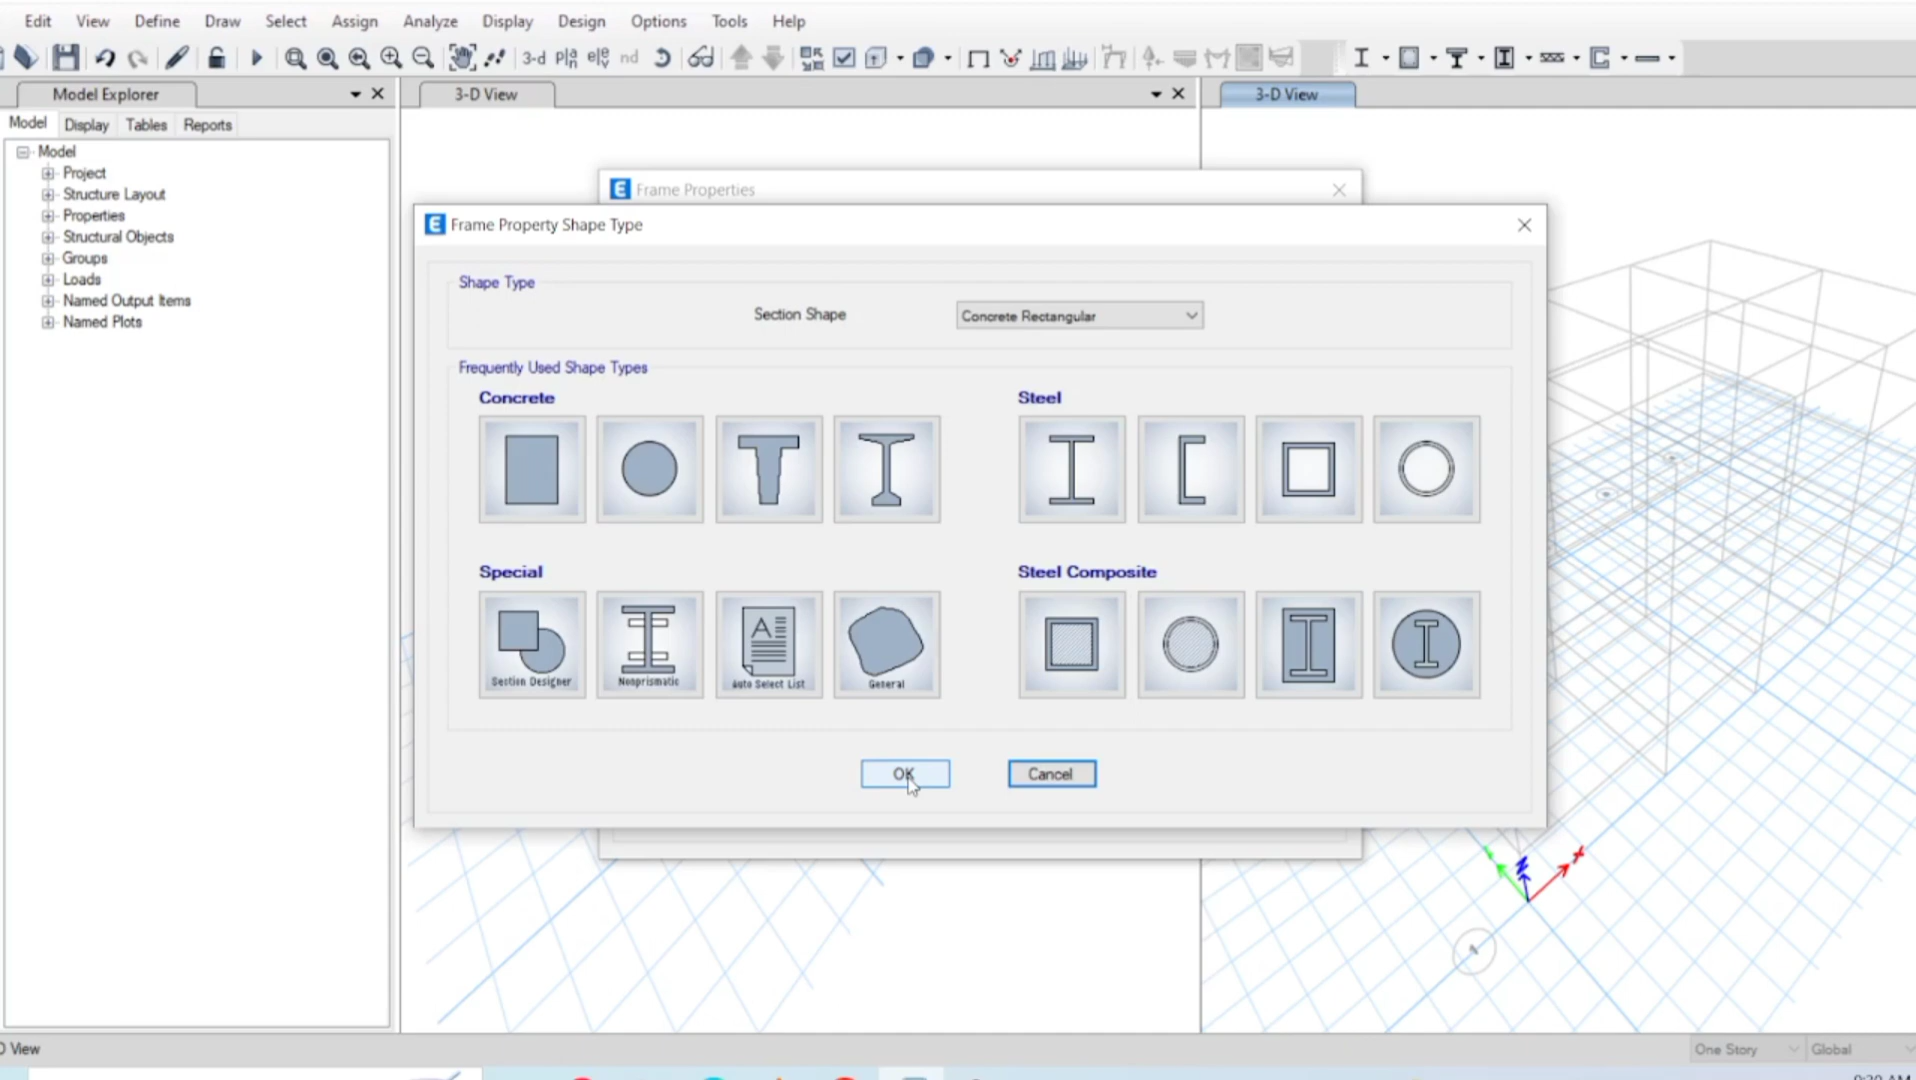 Edit View Define Draw Select Assign Analyze Display Design Options Tools Help
3-d pla ele nd
Model Explorer
3-D View
3-D View
Model Display Tables Reports
Model
Project
Structure Layout
Properties
Structural Objects
Groups
Loads
Named Output Items
Named Plots
E Frame Properties
E Frame Property Shape Type
Shape Type
Section Shape
Concrete Rectangular
Frequently Used Shape Types
Concrete
Steel
Special
Steel Composite
Section Designer
Nonprismatic
Auto Select List
General
OK
Cancel
X
Z
A
D View
One Story
Global